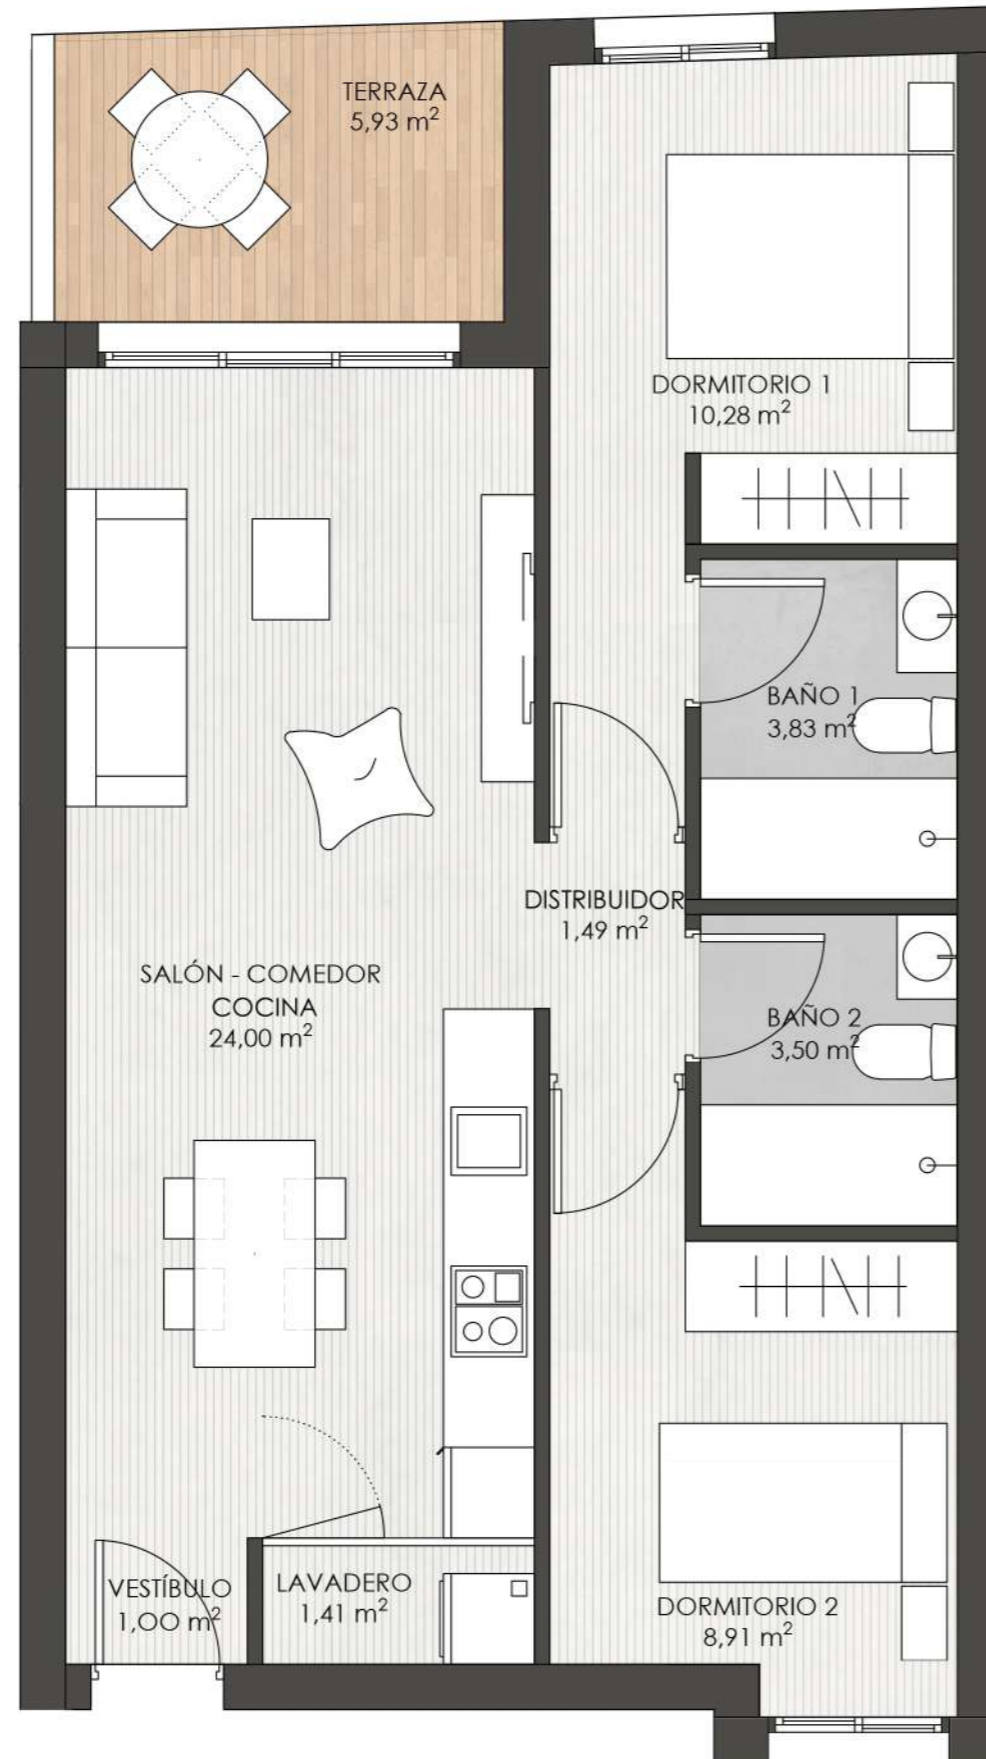 TERRAZA
5,93 m²
DORMITORIO 1
10,28 m²
BAÑO 1
3,83 m²
DISTRIBUIDOR
1,49 m²
SALÓN - COMEDOR
COCINA
24,00 m²
BAÑO 2
3,50 m²
VESTÍBULO
1,00 m²
LAVADERO
1,41 m²
DORMITORIO 2
8,91 m²